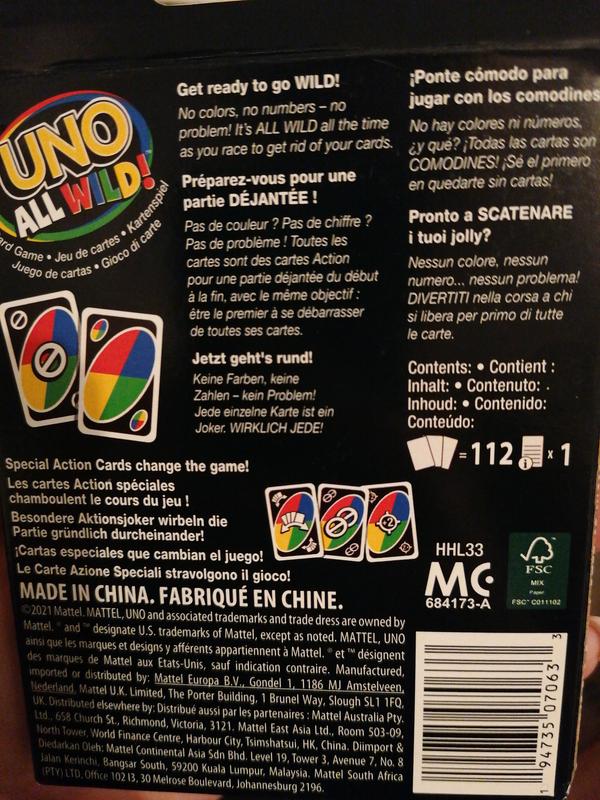 UNO
ALL WILD!
Card Game • Jeu de cartes • Kartenspiel
Juego de cartas • Gioco di carte
Get ready to go WILD!
No colors, no numbers – no
problem! It's ALL WILD all the time
as you race to get rid of your cards.
Préparez-vous pour une
partie DÉJANTÉE !
Pas de couleur ? Pas de chiffre ?
Pas de problème ! Toutes les
cartes sont des cartes Action
pour une partie déjantée du début
à la fin, avec le même objectif :
être le premier à se débarrasser
de toutes ses cartes.
Jetzt geht's rund!
Keine Farben, keine
Zahlen – kein Problem!
Jede einzelne Karte ist ein
Joker. WIRKLICH JEDE!
¡Ponte cómodo para
jugar con los comodines
No hay colores ni números,
¿y qué? ¡Todas las cartas son
COMODINES! ¡Sé el primero
en quedarte sin cartas!
Pronto a SCATENARE
i tuoi jolly?
Nessun colore, nessun
numero... nessun problema!
DIVERTITI nella corsa a chi
si libera per primo di tutte
le carte.
Contents: • Contient :
Inhalt: • Contenuto: .
Inhoud: • Contenido:
Conteúdo:
= 112 x 1
Special Action Cards change the game!
Les cartes Action spéciales
chamboulent le cours du jeu !
Besondere Aktionsjoker wirbeln die
Partie gründlich durcheinander!
¡Cartas especiales que cambian el juego!
Le Carte Azione Speciali stravolgono il gioco!
+2
MADE IN CHINA. FABRIQUÉ EN CHINE.
©2021 Mattel. MATTEL, UNO and associated trademarks and trade dress are owned by
Mattel. ® and ™ designate U.S. trademarks of Mattel, except as noted. MATTEL, UNO
ainsi que les marques et designs y afférents appartiennent à Mattel. ® et ™ désignent
des marques de Mattel aux Etats-Unis, sauf indication contraire. Manufactured,
imported or distributed by: Mattel Europa B.V., Gondel 1, 1186 MJ Amstelveen,
Nederland, Mattel U.K. Limited, The Porter Building, 1 Brunel Way, Slough SL1 1FQ,
UK. Distributed elsewhere by: Distribué aussi par les partenaires : Mattel Australia Pty.
Ltd., 658 Church St., Richmond, Victoria, 3121. Mattel East Asia Ltd., Room 503-09,
North Tower, World Finance Centre, Harbour City, Tsimshatsui, HK, China. Diimport &
Diedarkan Oleh: Mattel Continental Asia Sdn Bhd. Level 19, Tower 3, Avenue 7, No. 8
Jalan Kerinchi, Bangsar South, 59200 Kuala Lumpur, Malaysia. Mattel South Africa
(PTY) LTD, Office 102 I3, 30 Melrose Boulevard, Johannesburg 2196.
HHL33
MC
684173-A
FSC
MIX
Paper
FSC® C011102
1 94735 07063 3